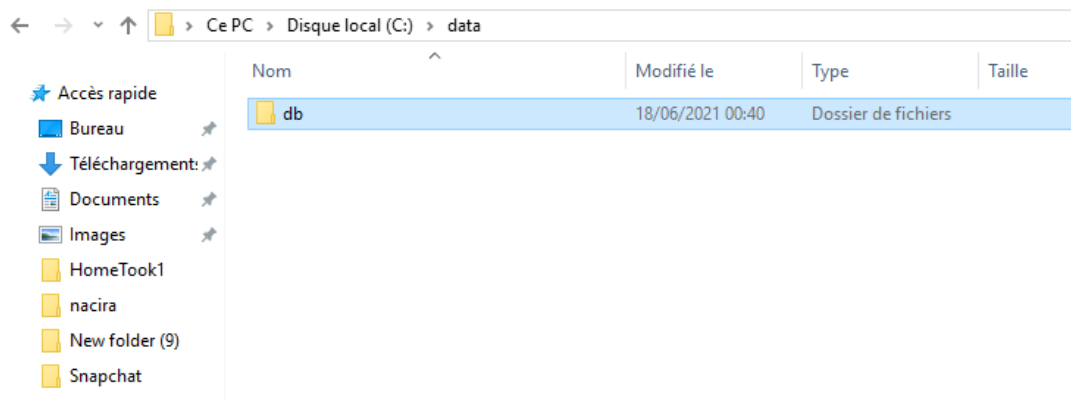 Ce PC > Disque local (C:) > data
Nom Modifié le Type Taille
Accès rapide
db 18/06/2021 00:40 Dossier de fichiers
Bureau
Téléchargements
Documents
Images
HomeTook1
nacira
New folder (9)
Snapchat